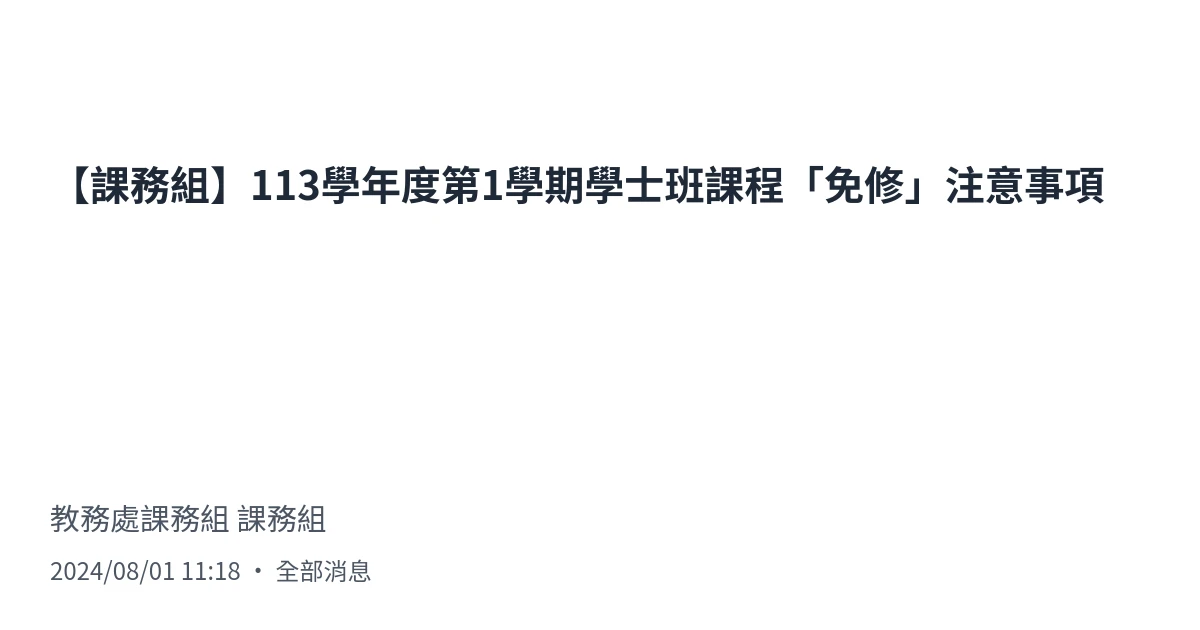 【課務組】113學年度第1學期學士班課程「免修」注意事項
教務處課務組 課務組
2024/08/01 11:18 • 全部消息